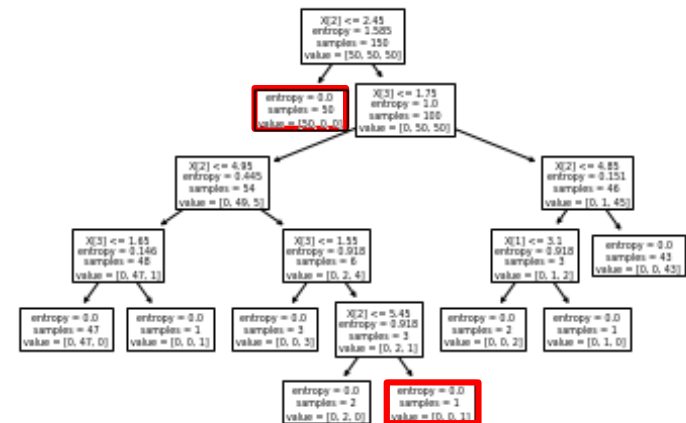 X[2] <= 2.45
entropy = 1.585
samples = 150
value = [50, 50, 50]
entropy = 0.0
samples = 50
value = [50, 0, 0]
X[3] <= 1.75
entropy = 1.0
samples = 100
value = [0, 50, 50]
X[2] <= 4.95
entropy = 0.445
samples = 54
value = [0, 49, 5]
X[2] <= 4.85
entropy = 0.151
samples = 46
value = [0, 1, 45]
X[3] <= 1.65
entropy = 0.146
samples = 48
value = [0, 47, 1]
X[3] <= 1.55
entropy = 0.918
samples = 6
value = [0, 2, 4]
X[1] <= 3.1
entropy = 0.918
samples = 3
value = [0, 1, 2]
entropy = 0.0
samples = 43
value = [0, 0, 43]
entropy = 0.0
samples = 47
value = [0, 47, 0]
entropy = 0.0
samples = 1
value = [0, 0, 1]
entropy = 0.0
samples = 3
value = [0, 0, 3]
X[2] <= 5.45
entropy = 0.918
samples = 3
value = [0, 2, 1]
entropy = 0.0
samples = 2
value = [0, 0, 2]
entropy = 0.0
samples = 1
value = [0, 1, 0]
entropy = 0.0
samples = 2
value = [0, 2, 0]
entropy = 0.0
samples = 1
value = [0, 0, 1]